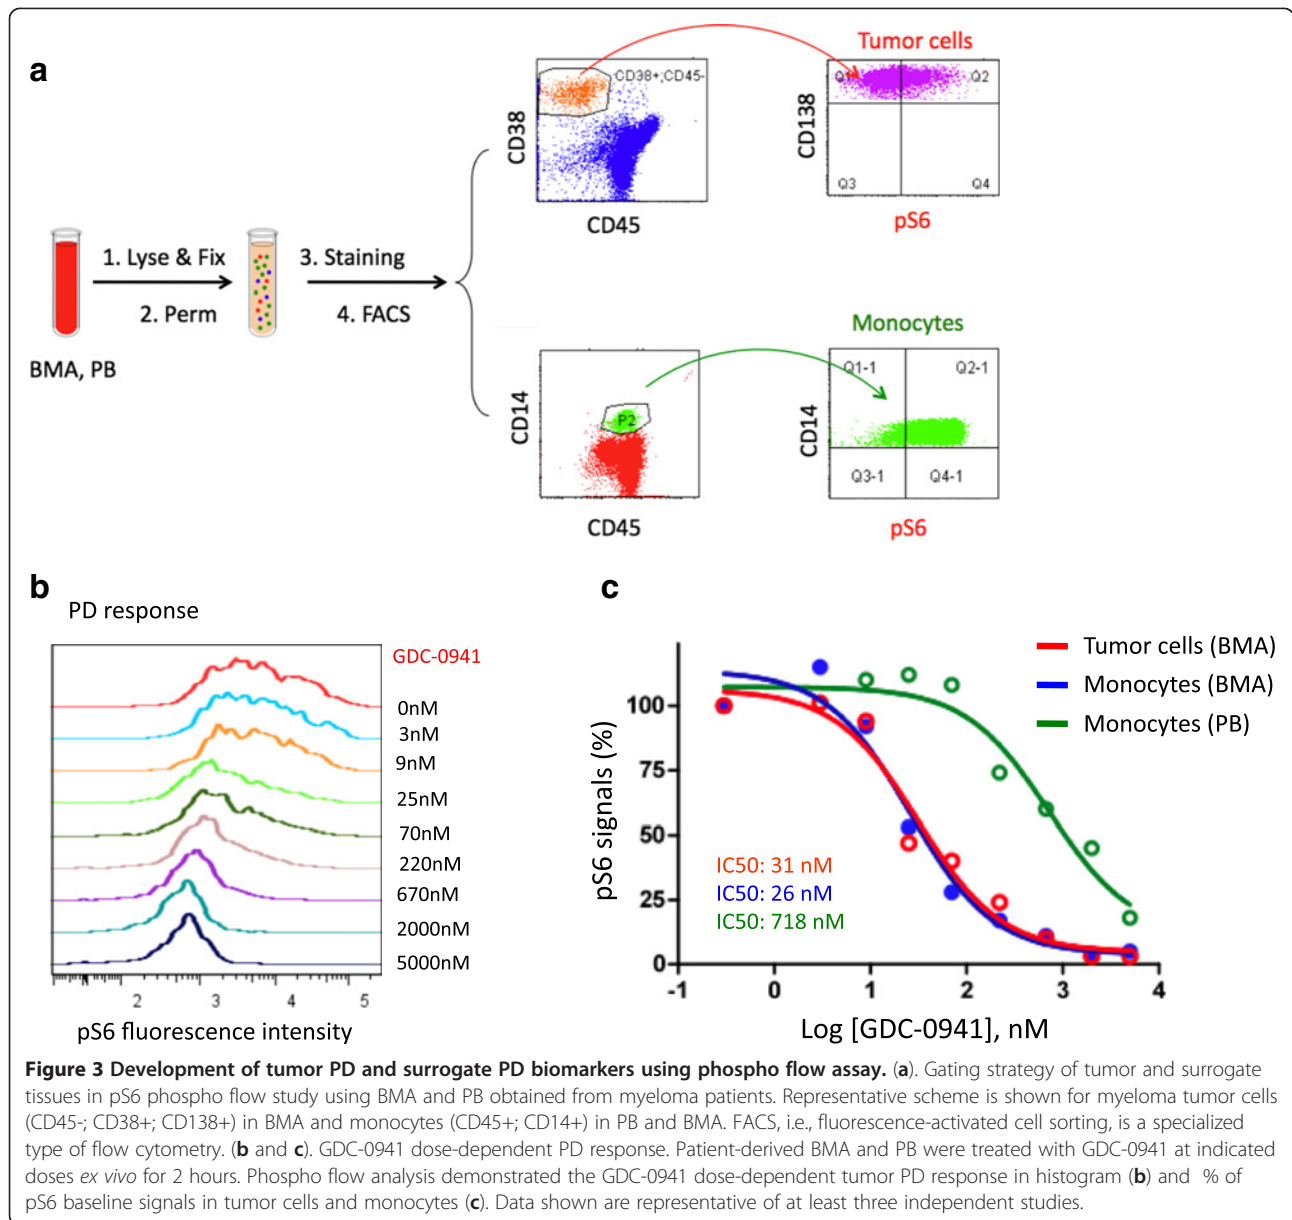 a
Tumor cells
CD38+;CD45-
Q1
Q2
CD38
CD138
Q3
Q4
CD45
pS6
1. Lyse & Fix
3. Staining
2. Perm
4. FACS
BMA, PB
Monocytes
Q1-1
Q2-1
P2
CD14
CD14
Q3-1
Q4-1
CD45
pS6
b
PD response
GDC-0941
0nM
3nM
9nM
25nM
70nM
220nM
670nM
2000nM
5000nM
2 3 4 5
pS6 fluorescence intensity
c
Tumor cells (BMA)
Monocytes (BMA)
Monocytes (PB)
pS6 signals (%)
100
75
50
25
0
IC50: 31 nM
IC50: 26 nM
IC50: 718 nM
-1 0 1 2 3 4
Log [GDC-0941], nM
Figure 3 Development of tumor PD and surrogate PD biomarkers using phospho flow assay. (a). Gating strategy of tumor and surrogate
tissues in pS6 phospho flow study using BMA and PB obtained from myeloma patients. Representative scheme is shown for myeloma tumor cells
(CD45-; CD38+; CD138+) in BMA and monocytes (CD45+; CD14+) in PB and BMA. FACS, i.e., fluorescence-activated cell sorting, is a specialized
type of flow cytometry. (b and c). GDC-0941 dose-dependent PD response. Patient-derived BMA and PB were treated with GDC-0941 at indicated
doses ex vivo for 2 hours. Phospho flow analysis demonstrated the GDC-0941 dose-dependent tumor PD response in histogram (b) and % of
pS6 baseline signals in tumor cells and monocytes (c). Data shown are representative of at least three independent studies.